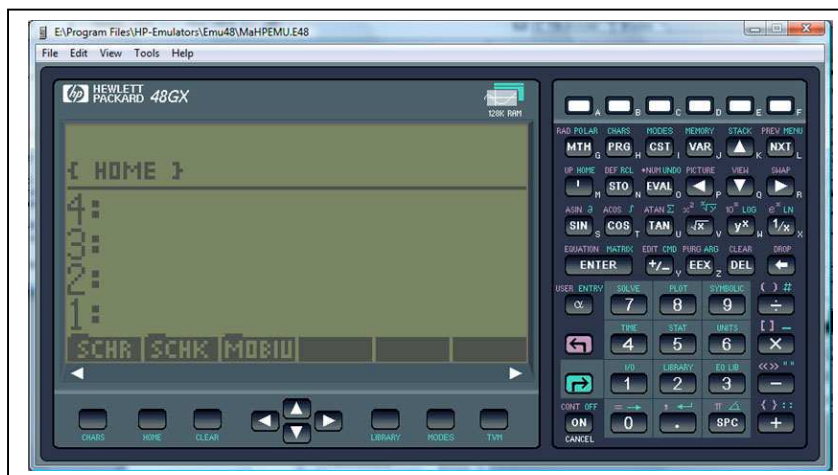 E:\Program Files\HP-Emulators\Emu48\MaHPEMU.E48
File Edit View Tools Help
hp HEWLETT PACKARD 48GX
128K RAM
{ HOME }
4:
3:
2:
1:
SCHR SCHK MOBIU
CHARS HOME CLEAR LIBRARY MODES TVM
A B C D E F
RAD POLAR CHARS MODES MEMORY STACK PREV MENU
MTH G PRG H CST I VAR J K NXT L
UP HOME DEF RCL →NUM UNDO PICTURE VIEW SWAP
' M STO N EVAL O P Q R
ASIN ∂ ACOS ∫ ATAN Σ x² ˣ√y 10ˣ LOG eˣ LN
SIN S COS T TAN U √x V yˣ W 1/x X
EQUATION MATRIX EDIT CMD PURG ARG CLEAR DROP
ENTER +/− Y EEX Z DEL
USER ENTRY SOLVE PLOT SYMBOLIC ( ) #
α 7 8 9 ÷
TIME STAT UNITS [ ] _
4 5 6 ×
I/O LIBRARY EQ LIB «» " "
1 2 3 −
CONT OFF = → , ↵ π ∠ { } : :
ON 0 . SPC +
CANCEL